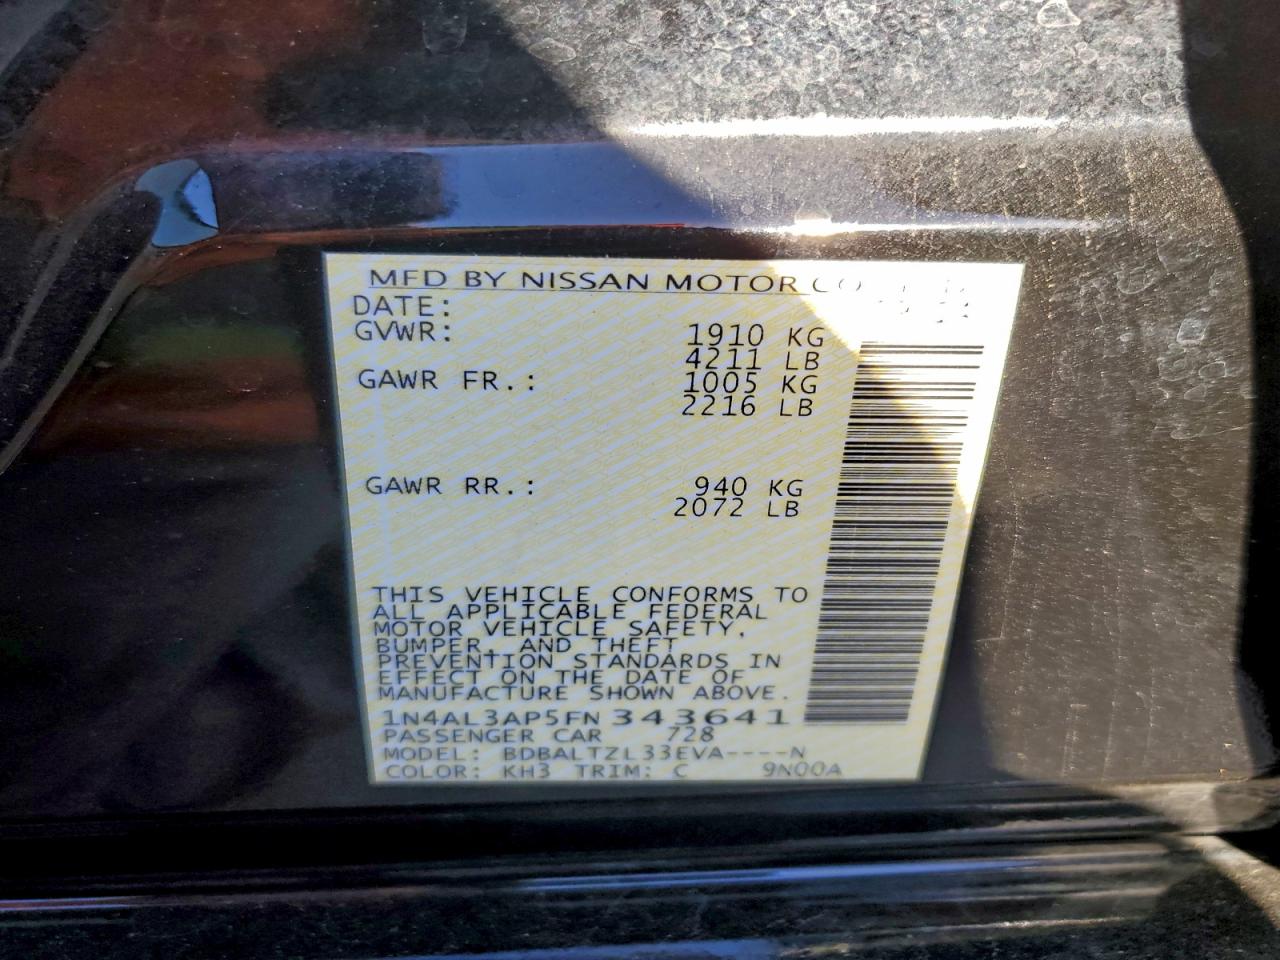 MFD BY NISSAN MOTOR CO
DATE:
GVWR: 1910 KG
4211 LB
GAWR FR.: 1005 KG
2216 LB
GAWR RR.: 940 KG
2072 LB
THIS VEHICLE CONFORMS TO
ALL APPLICABLE FEDERAL
MOTOR VEHICLE SAFETY,
BUMPER, AND THEFT
PREVENTION STANDARDS IN
EFFECT ON THE DATE OF
MANUFACTURE SHOWN ABOVE.
1N4AL3AP5FN343641
PASSENGER CAR 728
MODEL: BDBALTZL33EVA----N
COLOR: KH3 TRIM: C 9N00A